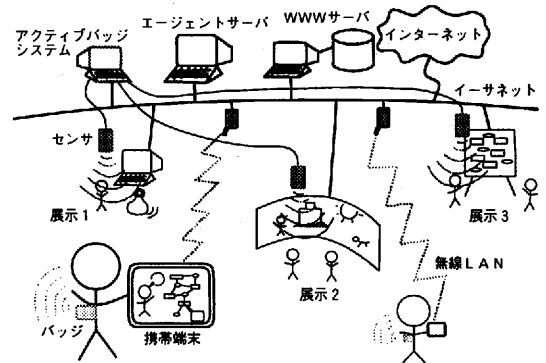 アクティブバッジ
システム
エージェントサーバ
WWWサーバ
インターネット
イーサネット
センサ
展示1
展示2
展示3
無線LAN
バッジ
携帯端末